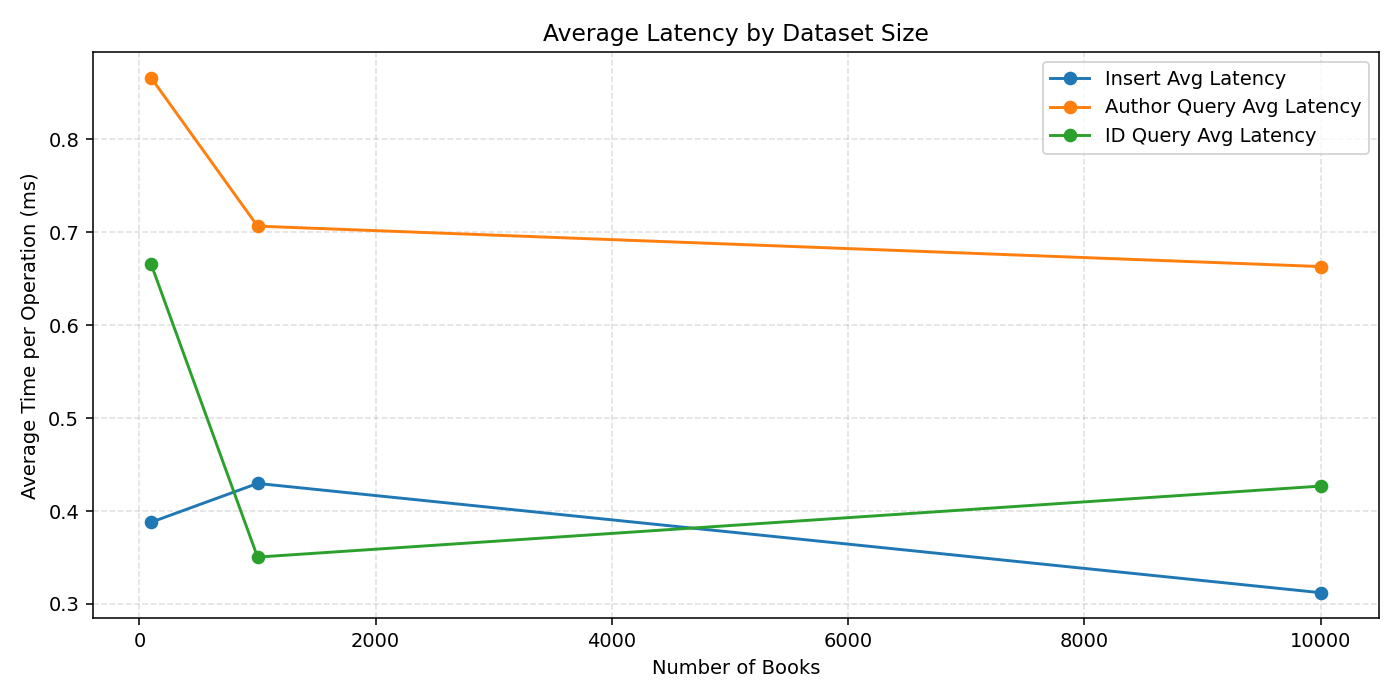 Average Latency by Dataset Size
Insert Avg Latency
Author Query Avg Latency
ID Query Avg Latency
Average Time per Operation (ms)
0.8
0.7
0.6
0.5
0.4
0.3
0 2000 4000 6000 8000 10000
Number of Books